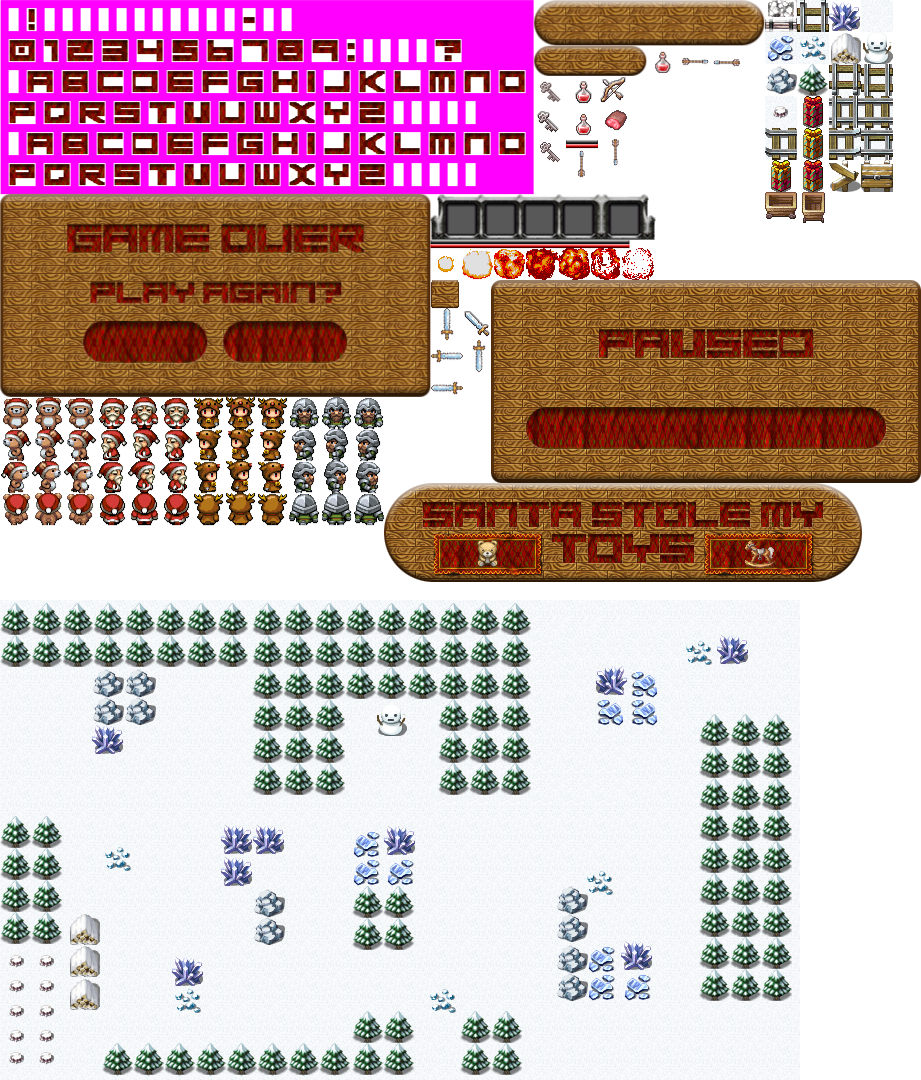 ! -
0123456789: ?
ABCDEFGHIJKLMNO
PQRSTUVWXYZ
ABCDEFGHIJKLMNO
PQRSTUVWXYZ
GAME OVER
PLAY AGAIN?
PAUSED
SANTA STOLE MY
TOYS